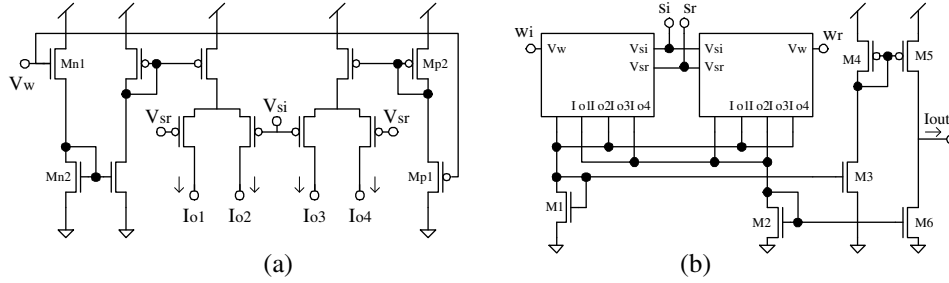 Mn1
Vw
Mn2
Vsr
Vsi
Vsr
Mp2
Mp1
Io1
Io2
Io3
Io4
(a)
Si Sr
Wi
Wr
Vw
Vsi
Vsr
I o1I o2I o3I o4
Vsi
Vsr
Vw
I o1I o2I o3I o4
M4
M5
Iout
M3
M1
M2
M6
(b)